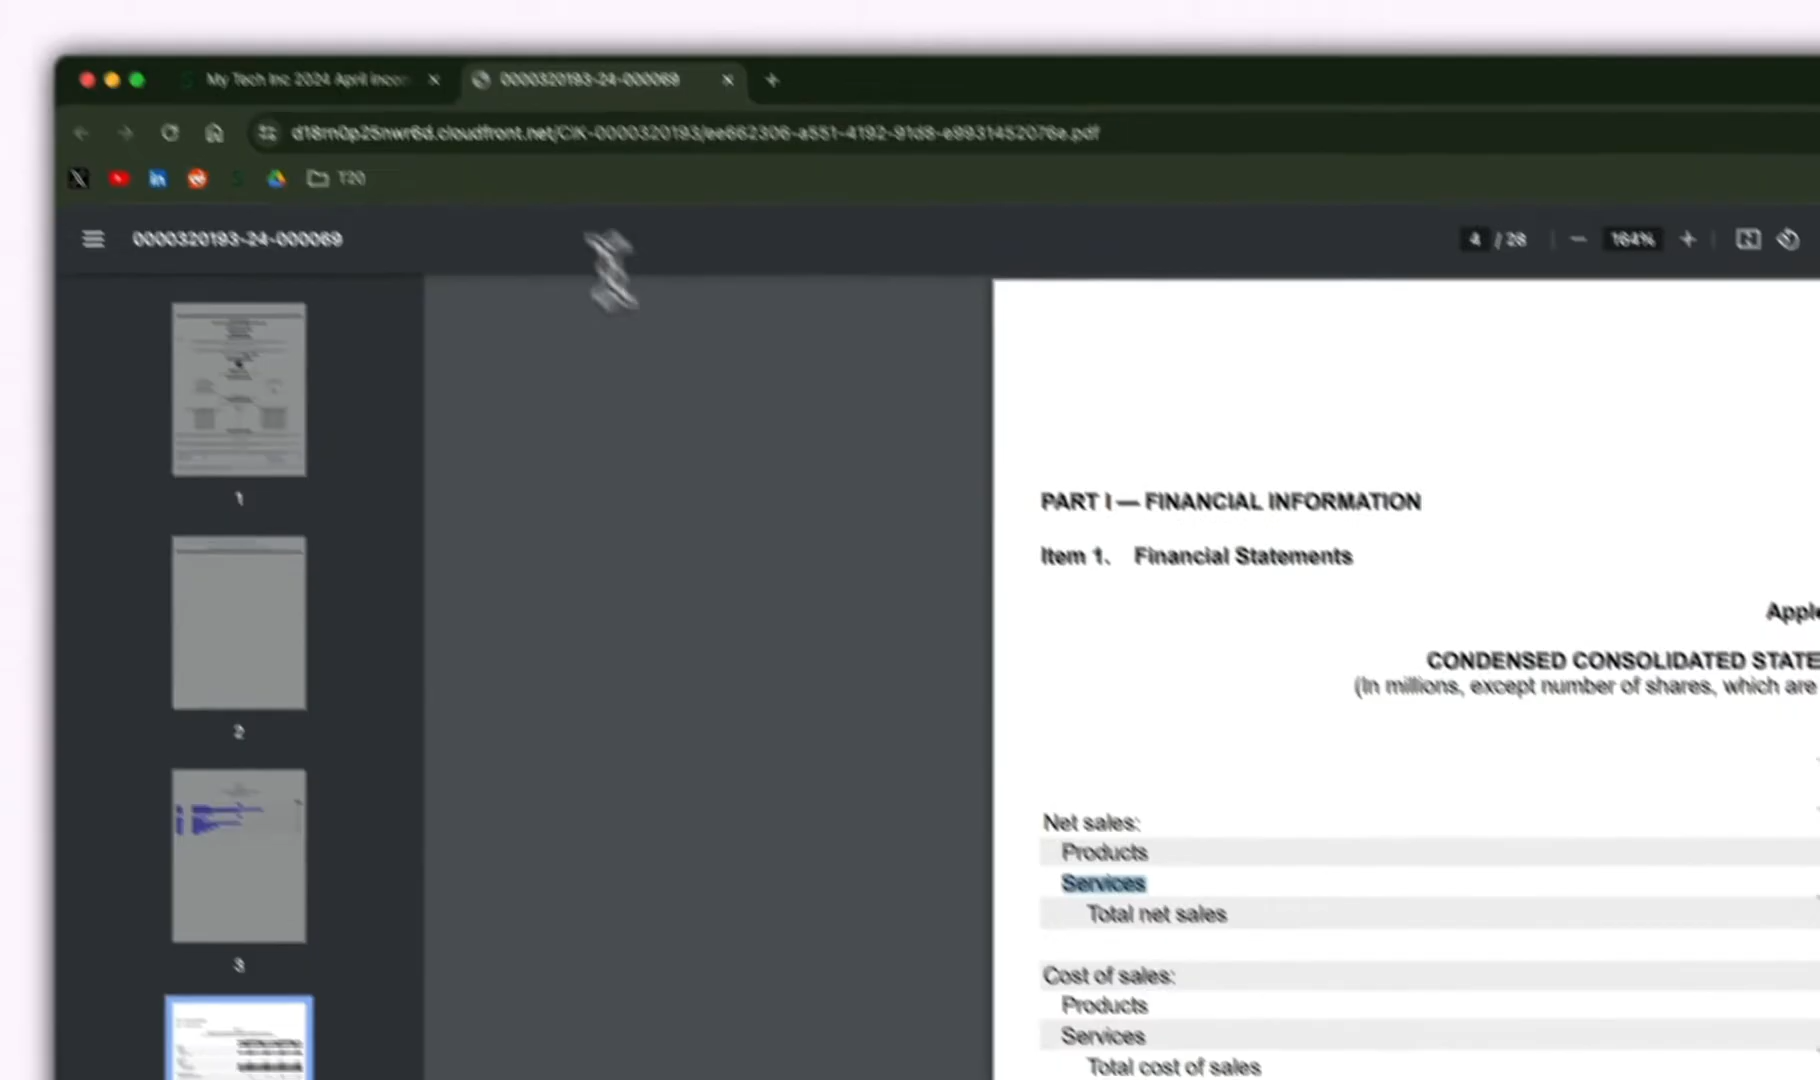 My Tech Inc 2024 April Incor
0000320193-24-000069
d18rn0p25nwr6d.cloudfront.net/CIK-0000320193/ee662306-a551-4192-91d8-e9931452076e.pdf
T20
0000320193-24-000069
4 / 28
164%
1
2
3
PART I — FINANCIAL INFORMATION
Item 1. Financial Statements
Apple
CONDENSED CONSOLIDATED STATE
(In millions, except number of shares, which are
Net sales:
Products
Services
Total net sales
Cost of sales:
Products
Services
Total cost of sales